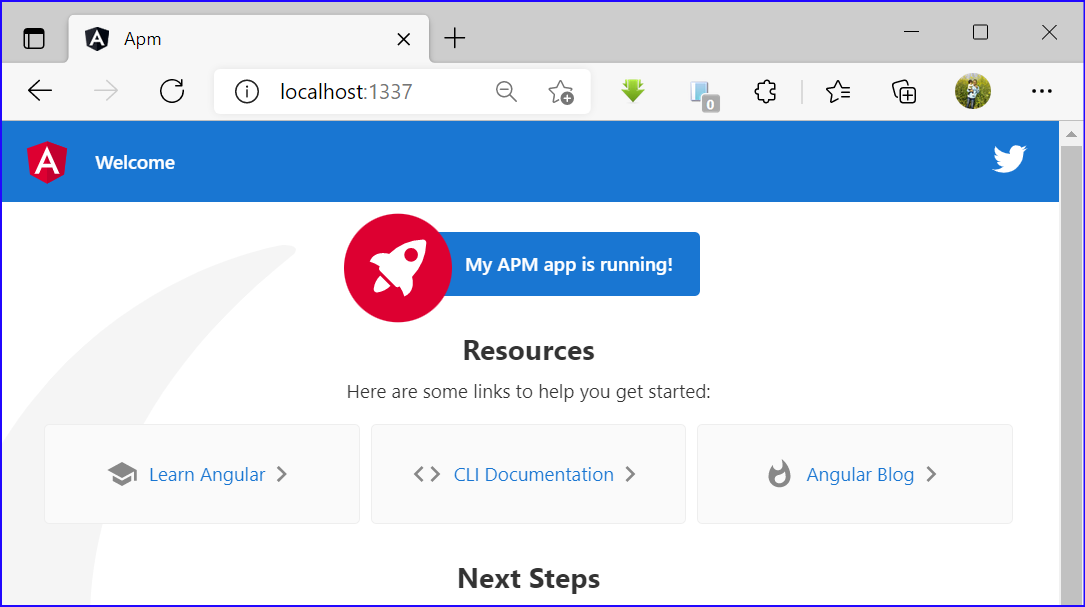 Apm
localhost:1337
0
A
Welcome
My APM app is running!
Resources
Here are some links to help you get started:
Learn Angular
CLI Documentation
Angular Blog
Next Steps